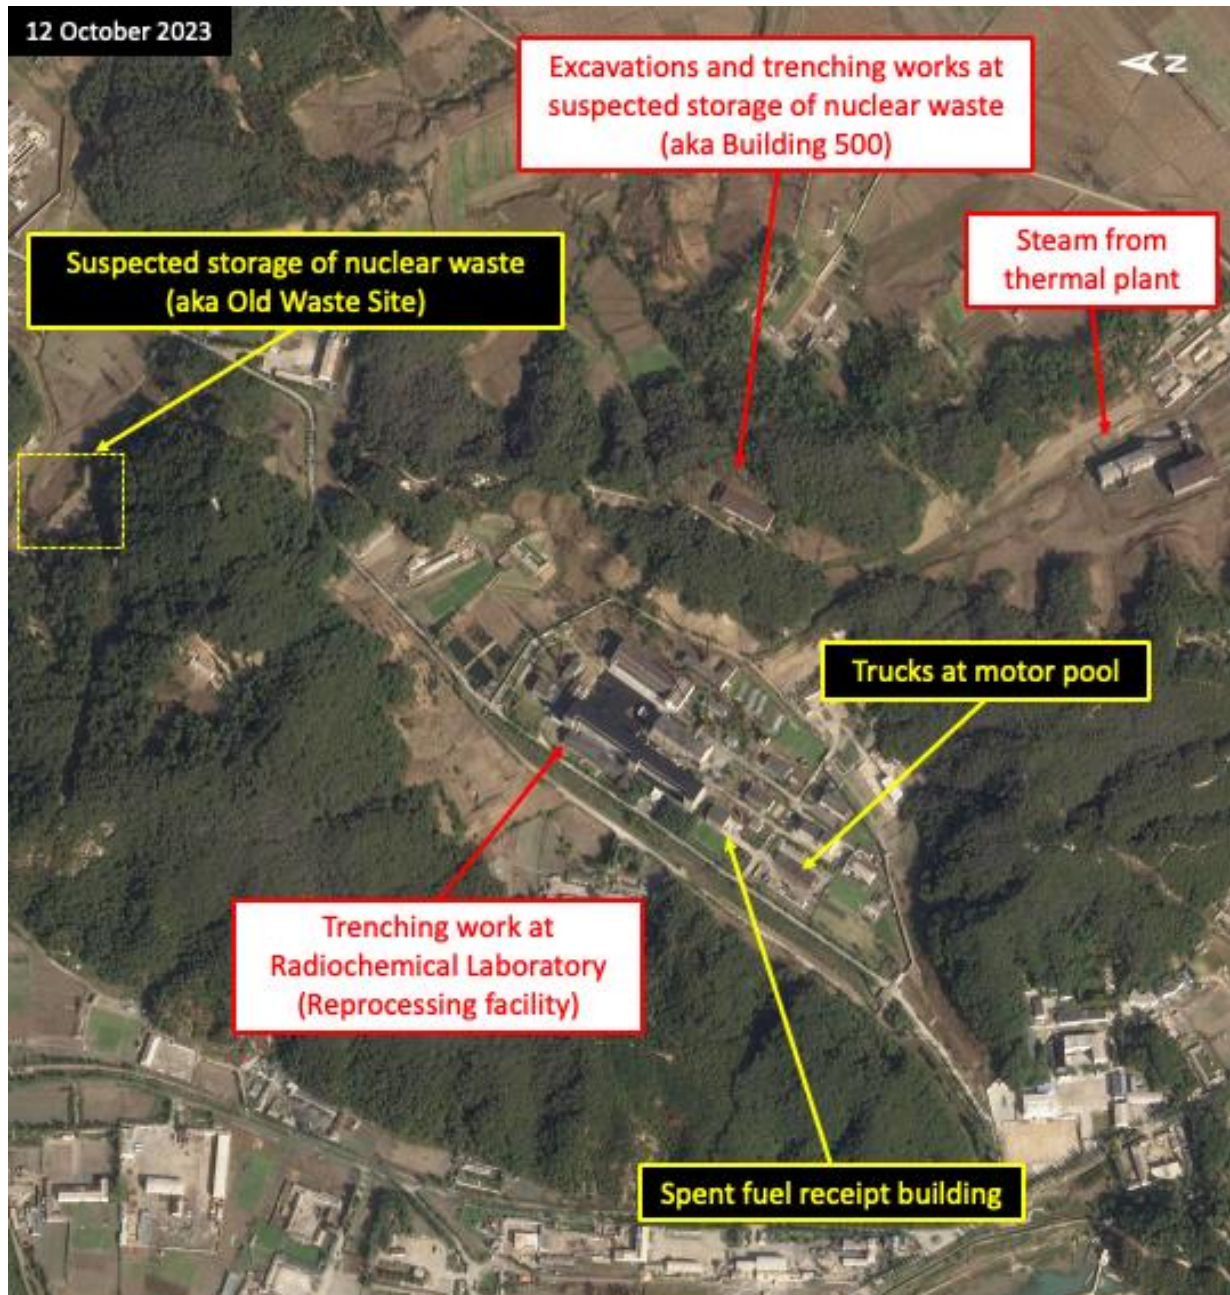 12 October 2023
N
Excavations and trenching works at
suspected storage of nuclear waste
(aka Building 500)
Steam from
thermal plant
Suspected storage of nuclear waste
(aka Old Waste Site)
Trucks at motor pool
Trenching work at
Radiochemical Laboratory
(Reprocessing facility)
Spent fuel receipt building